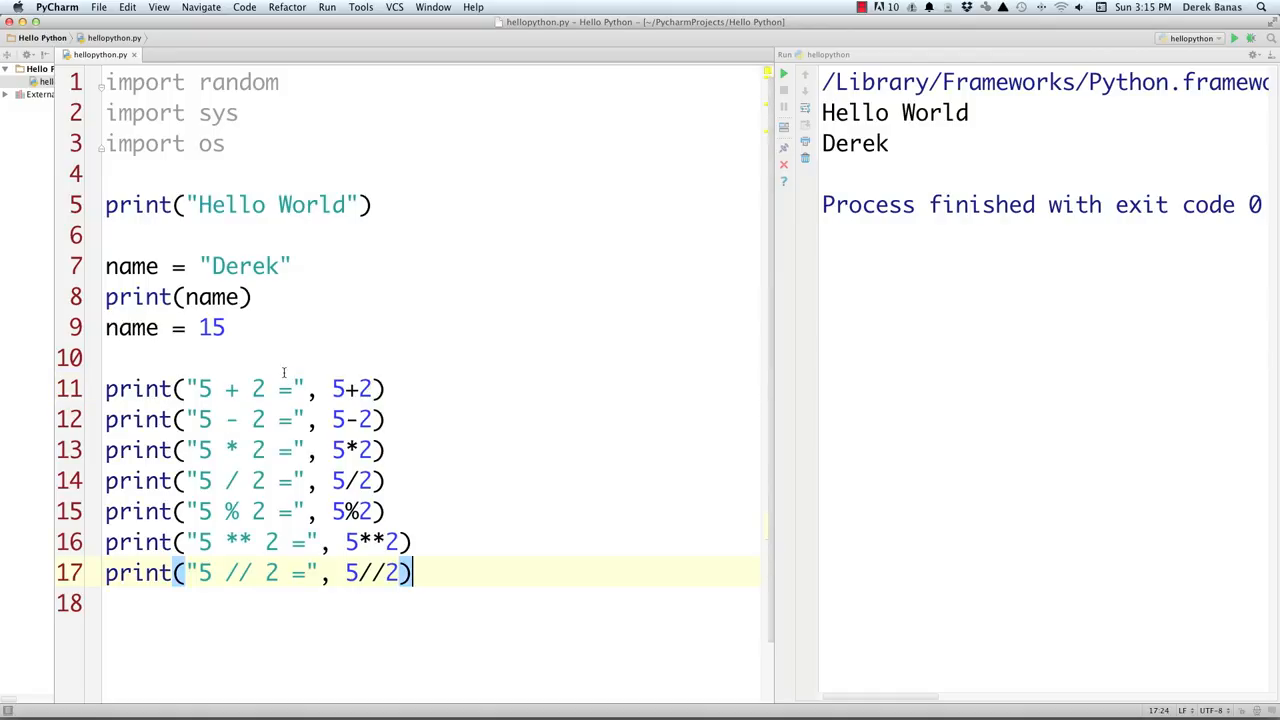 PyCharm File Edit View Navigate Code Refactor Run Tools VCS Window Help 10 Sun 3:15 PM Derek Banas
hellopython.py - Hello Python - [~/PycharmProjects/Hello Python]
Hello Python hellopython.py hellopython
hellopython.py Run hellopython
Hello P
hell
Extern
1 import random
2 import sys
3 import os
4
5 print("Hello World")
6
7 name = "Derek"
8 print(name)
9 name = 15
10
11 print("5 + 2 =", 5+2)
12 print("5 - 2 =", 5-2)
13 print("5 * 2 =", 5*2)
14 print("5 / 2 =", 5/2)
15 print("5 % 2 =", 5%2)
16 print("5 ** 2 =", 5**2)
17 print("5 // 2 =", 5//2)
18
/Library/Frameworks/Python.framewo
Hello World
Derek
Process finished with exit code 0
17:24 LF UTF-8